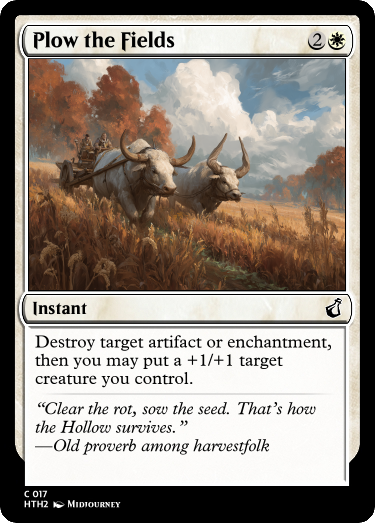 Plow the Fields 2
Instant
Destroy target artifact or enchantment,
then you may put a +1/+1 target
creature you control.
“Clear the rot, sow the seed. That's how
the Hollow survives.”
—Old proverb among harvestfolk
C 017
HTH2 Midjourney